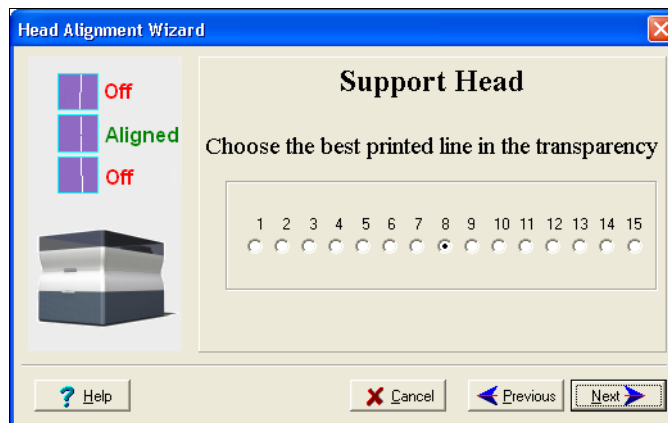 Head Alignment Wizard
Off
Aligned
Off
Support Head
Choose the best printed line in the transparency
1 2 3 4 5 6 7 8 9 10 11 12 13 14 15
Help
Cancel
Previous
Next